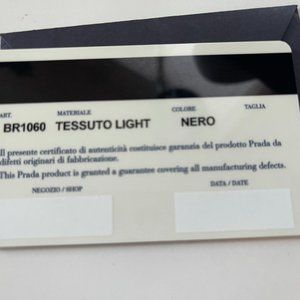 ART. MATERIALE COLORE TAGLIA
BR1060 TESSUTO LIGHT NERO
Il presente certificato di autenticità costituisce garanzia del prodotto Prada da
difetti originari di fabbricazione.
This Prada product is granted a guarantee covering all manufacturing defects.
NEGOZIO / SHOP DATA / DATE